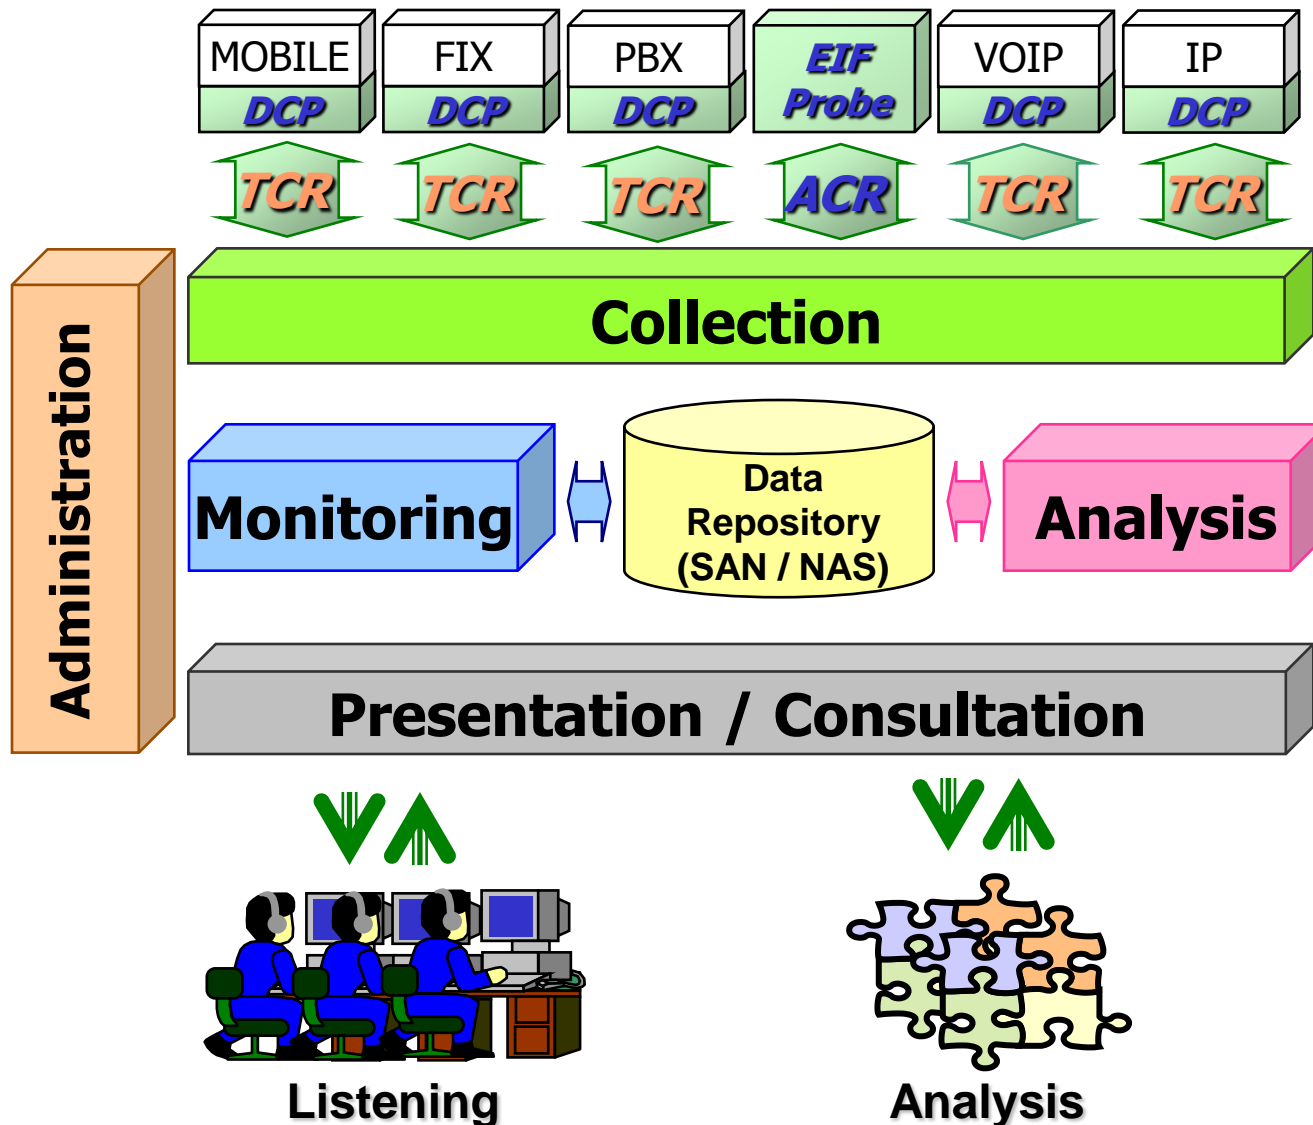 MOBILE
DCP
FIX
DCP
PBX
DCP
EIF
Probe
VOIP
DCP
IP
DCP
TCR
TCR
TCR
ACR
TCR
TCR
Administration
Collection
Monitoring
Data
Repository
(SAN / NAS)
Analysis
Presentation / Consultation
Listening
Analysis